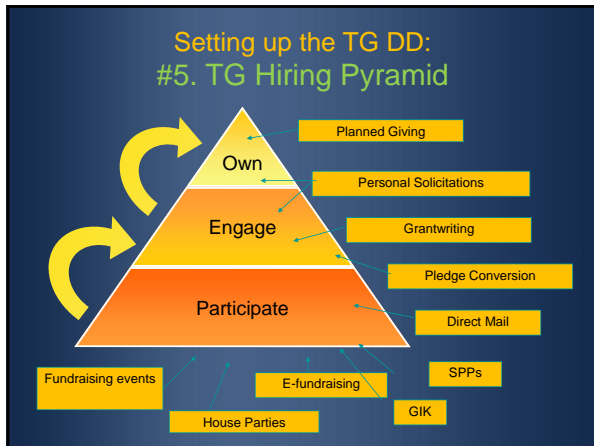 Setting up the TG DD:
#5. TG Hiring Pyramid
Planned Giving
Own
Personal Solicitations
Engage
Grantwriting
Pledge Conversion
Participate
Direct Mail
SPPs
Fundraising events
E-fundraising
GIK
House Parties